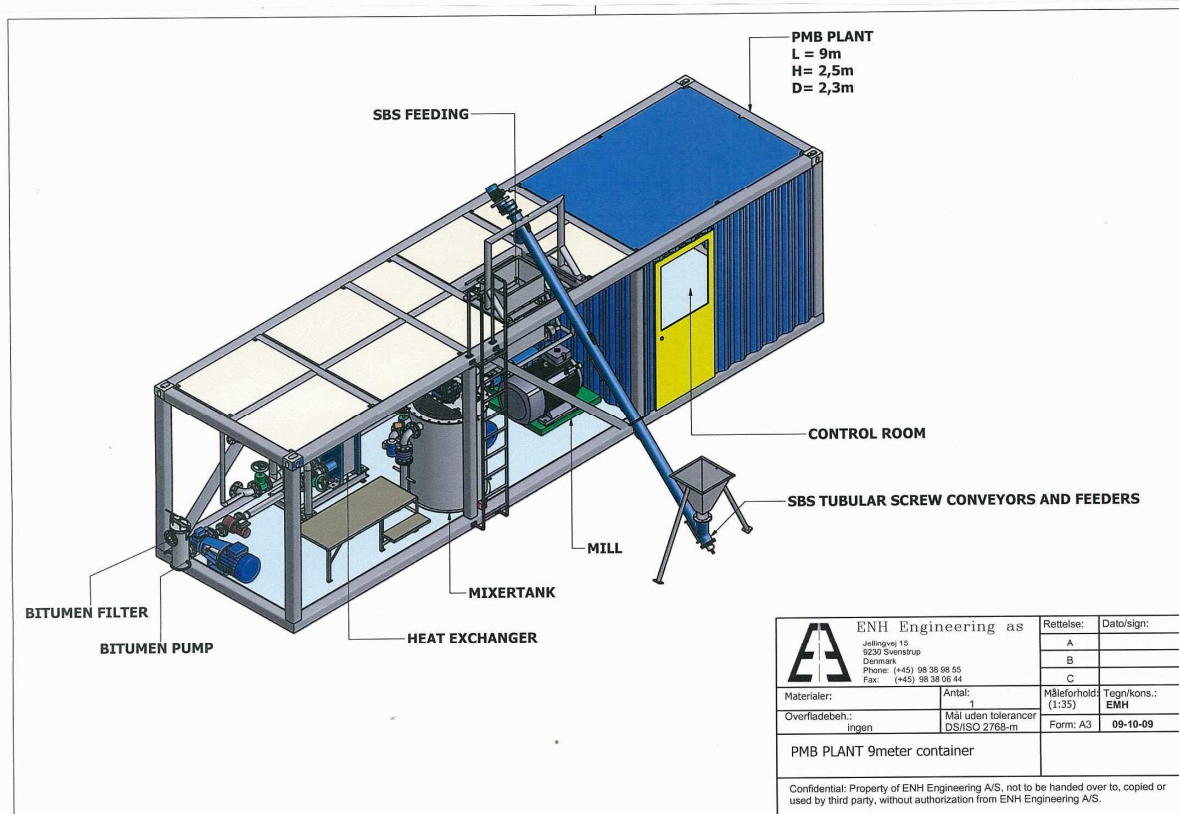 PMB PLANT
L = 9m
H= 2,5m
D= 2,3m
SBS FEEDING
CONTROL ROOM
SBS TUBULAR SCREW CONVEYORS AND FEEDERS
MILL
MIXERTANK
HEAT EXCHANGER
BITUMEN FILTER
BITUMEN PUMP
ENH Engineering as
Jellingvej 15
9230 Svenstrup
Denmark
Phone: (+45) 98 38 98 55
Fax: (+45) 98 38 06 44
Rettelse: Dato/sign:
A
B
C
Materialer:
Antal:
1
Måleforhold:
(1:35)
Tegn/kons.:
EMH
Overfladebeh.:
ingen
Mål uden tolerancer
DS/ISO 2768-m
Form: A3
09-10-09
PMB PLANT 9meter container
Confidential: Property of ENH Engineering A/S, not to be handed over to, copied or
used by third party, without authorization from ENH Engineering A/S.